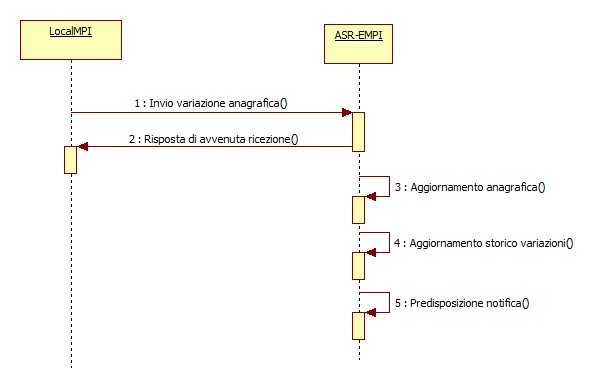 LocalMPI
ASR-EMPI
1 : Invio variazione anagrafica()
2 : Risposta di avvenuta ricezione()
3 : Aggiornamento anagrafica()
4 : Aggiornamento storico variazioni()
5 : Predisposizione notifica()